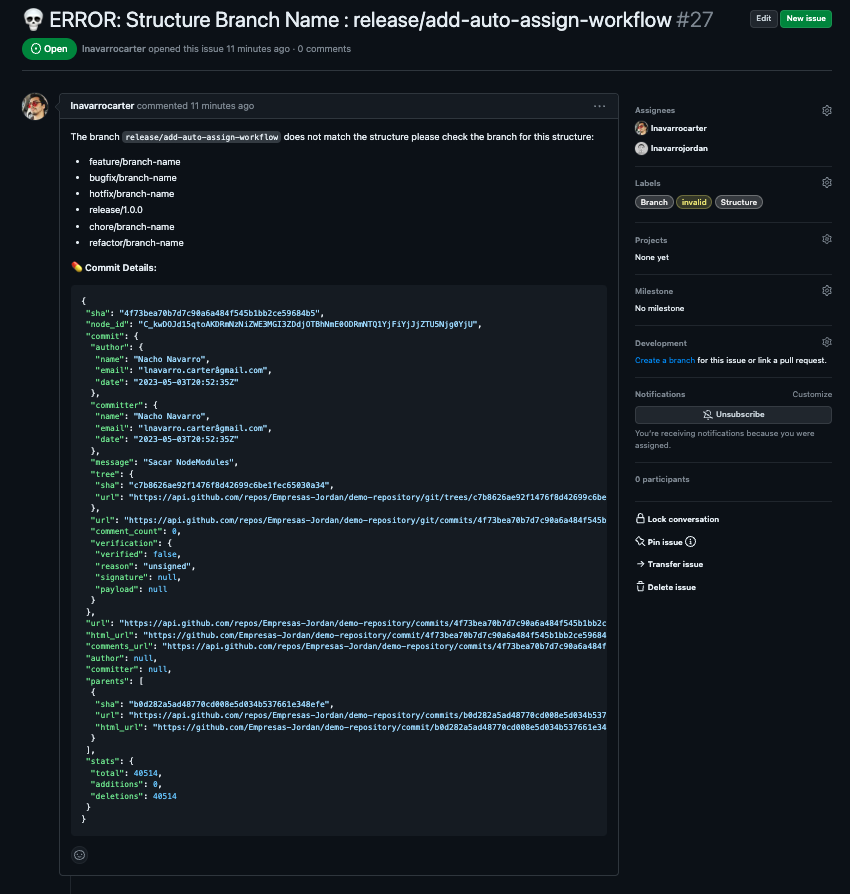 💀 ERROR: Structure Branch Name : release/add-auto-assign-workflow #27
Edit
New issue
Open
lnavarrocarter opened this issue 11 minutes ago · 0 comments
lnavarrocarter commented 11 minutes ago
The branch release/add-auto-assign-workflow does not match the structure please check the branch for this structure:
• feature/branch-name
• bugfix/branch-name
• hotfix/branch-name
• release/1.0.0
• chore/branch-name
• refactor/branch-name
💊 Commit Details:
{
"sha": "4f73bea70b7d7c90a6a484f545b1bb2ce59684b5",
"node_id": "C_kwDOJd15qtoAKDRmNzNiZWE3MGI3ZDdjOTBhNmE0ODRmNTQ1YjFiYjJjZTU5Njg0YjU",
"commit": {
"author": {
"name": "Nacho Navarro",
"email": "lnavarro.carterâgmail.com",
"date": "2023-05-03T20:52:35Z"
},
"committer": {
"name": "Nacho Navarro",
"email": "lnavarro.carterâgmail.com",
"date": "2023-05-03T20:52:35Z"
},
"message": "Sacar NodeModules",
"tree": {
"sha": "c7b8626ae92f1476f8d42699c6be1fec65030a34",
"url": "https://api.github.com/repos/Empresas-Jordan/demo-repository/git/trees/c7b8626ae92f1476f8d42699c6be
},
"url": "https://api.github.com/repos/Empresas-Jordan/demo-repository/git/commits/4f73bea70b7d7c90a6a484f545b
"comment_count": 0,
"verification": {
"verified": false,
"reason": "unsigned",
"signature": null,
"payload": null
}
},
"url": "https://api.github.com/repos/Empresas-Jordan/demo-repository/commits/4f73bea70b7d7c90a6a484f545b1bb2c
"html_url": "https://github.com/Empresas-Jordan/demo-repository/commit/4f73bea70b7d7c90a6a484f545b1bb2ce59684
"comments_url": "https://api.github.com/repos/Empresas-Jordan/demo-repository/commits/4f73bea70b7d7c90a6a484f
"author": null,
"committer": null,
"parents": [
{
"sha": "b0d282a5ad48770cd008e5d034b537661e348efe",
"url": "https://api.github.com/repos/Empresas-Jordan/demo-repository/commits/b0d282a5ad48770cd008e5d034b537
"html_url": "https://github.com/Empresas-Jordan/demo-repository/commit/b0d282a5ad48770cd008e5d034b537661e34
}
],
"stats": {
"total": 40514,
"additions": 0,
"deletions": 40514
}
}
Assignees
lnavarrocarter
lnavarrojordan
Labels
Branch invalid Structure
Projects
None yet
Milestone
No milestone
Development
Create a branch for this issue or link a pull request.
Notifications
Customize
Unsubscribe
You're receiving notifications because you were
assigned.
0 participants
Lock conversation
Pin issue
Transfer issue
Delete issue